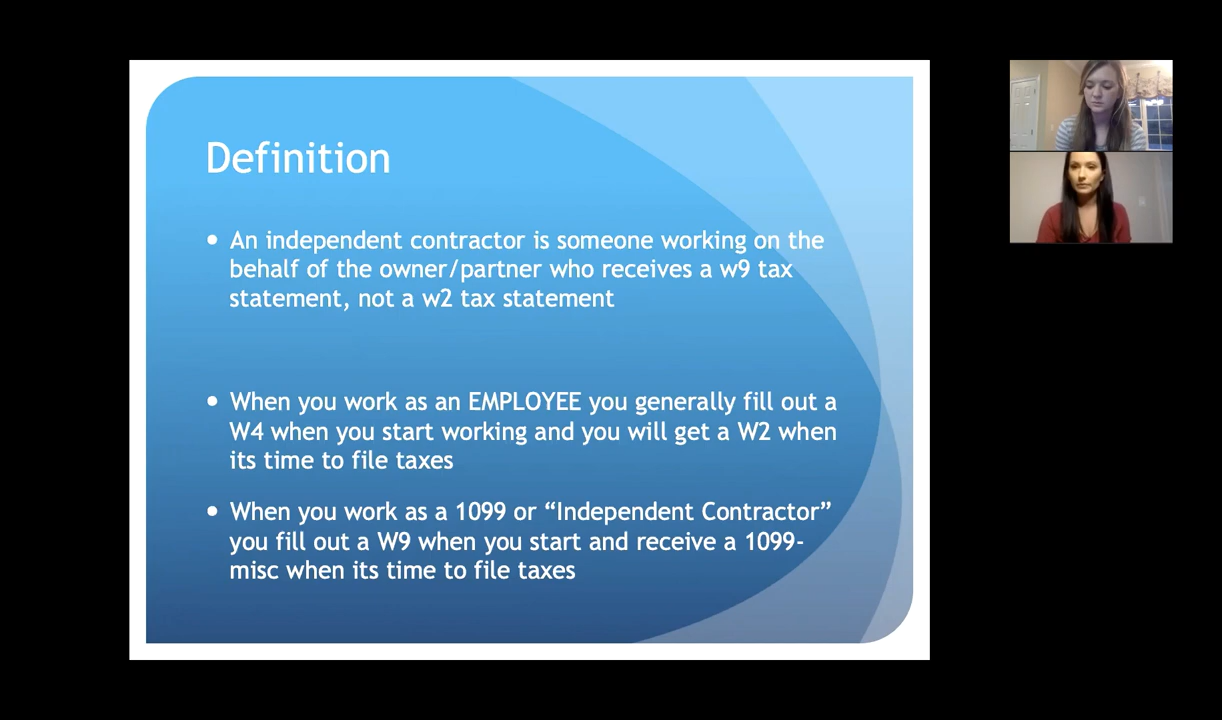 Definition
• An independent contractor is someone working on the
behalf of the owner/partner who receives a w9 tax
statement, not a w2 tax statement
• When you work as an EMPLOYEE you generally fill out a
W4 when you start working and you will get a W2 when
its time to file taxes
• When you work as a 1099 or “Independent Contractor”
you fill out a W9 when you start and receive a 1099-
misc when its time to file taxes